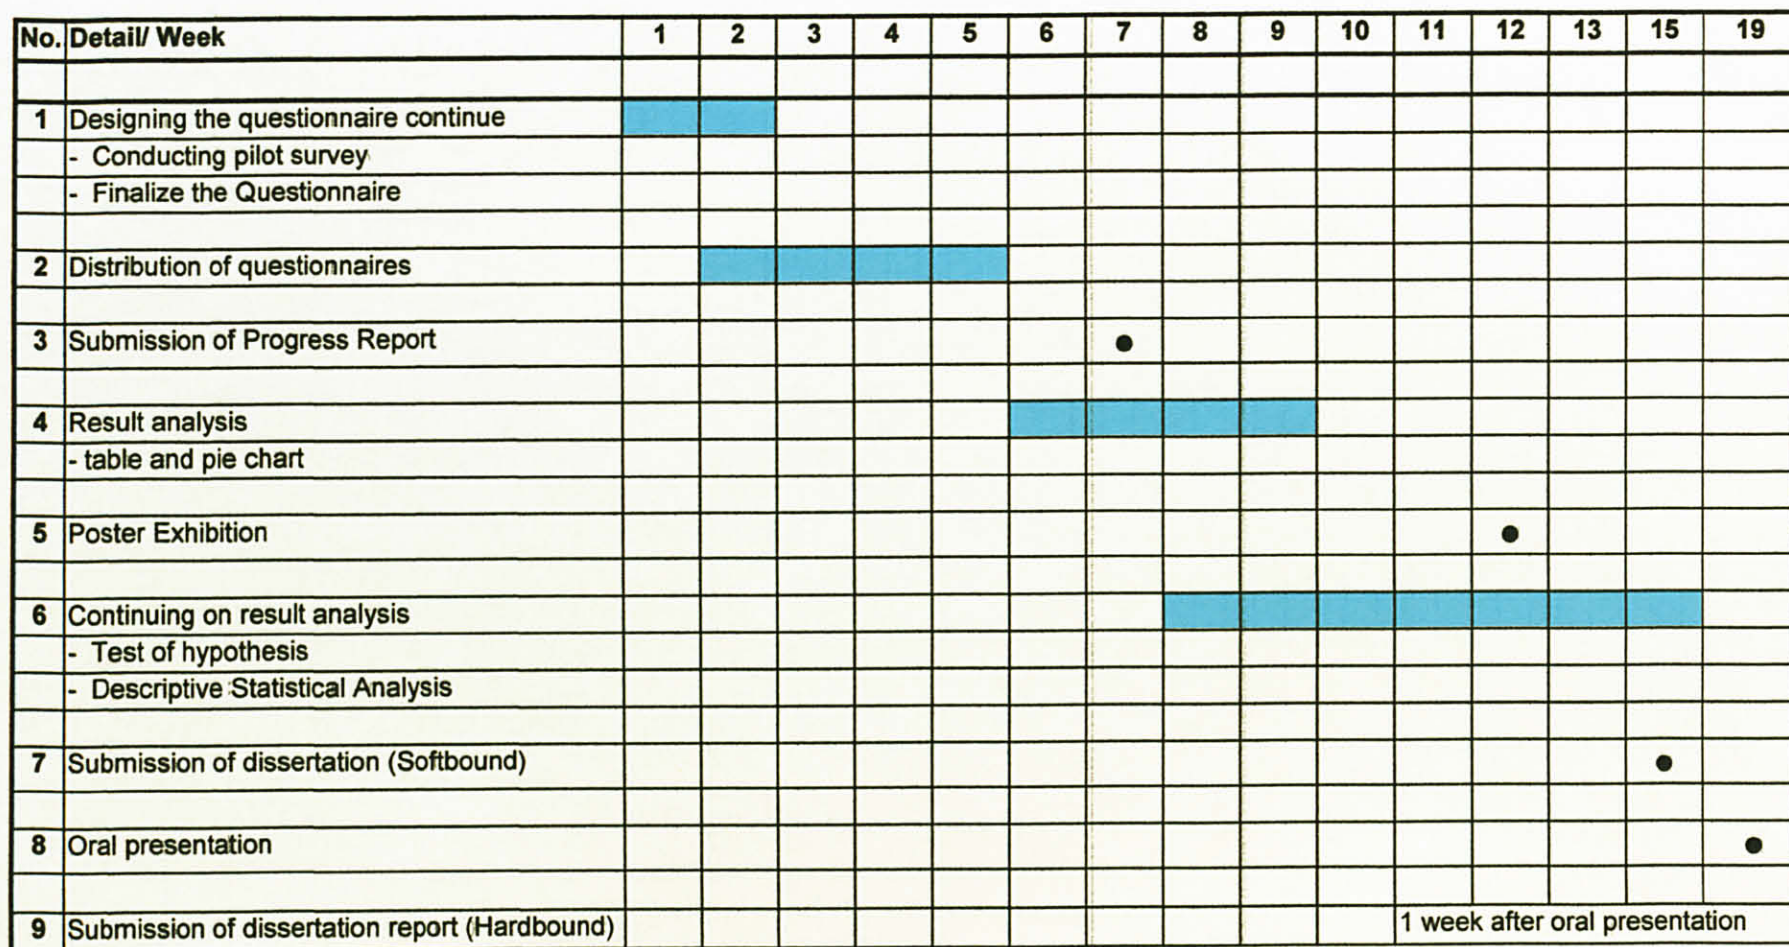 No. Detail/ Week 1 2 3 4 5 6 7 8 9 10 11 12 13 15 19
1 Designing the questionnaire continue
- Conducting pilot survey
- Finalize the Questionnaire
2 Distribution of questionnaires
3 Submission of Progress Report
4 Result analysis
- table and pie chart
5 Poster Exhibition
6 Continuing on result analysis
- Test of hypothesis
- Descriptive Statistical Analysis
7 Submission of dissertation (Softbound)
8 Oral presentation
9 Submission of dissertation report (Hardbound) 1 week after oral presentation